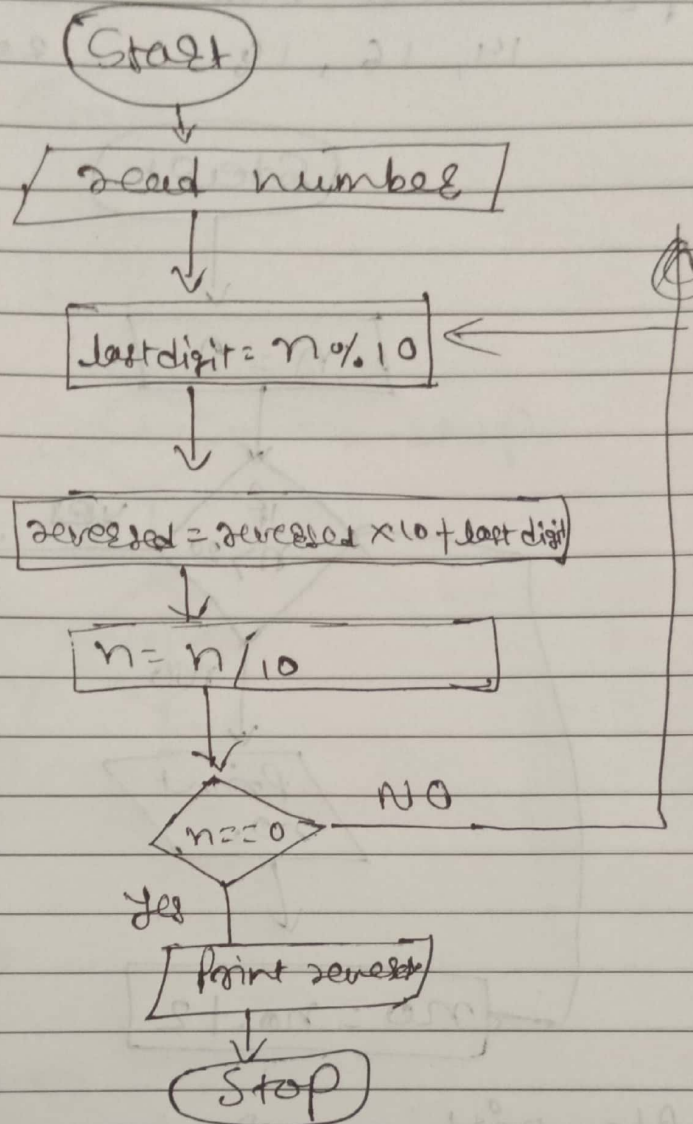 Start
read number
lastdigit = n % 10
reversed = reversed × 10 + last digit
n = n / 10
n == 0
NO
Yes
Print
Stop